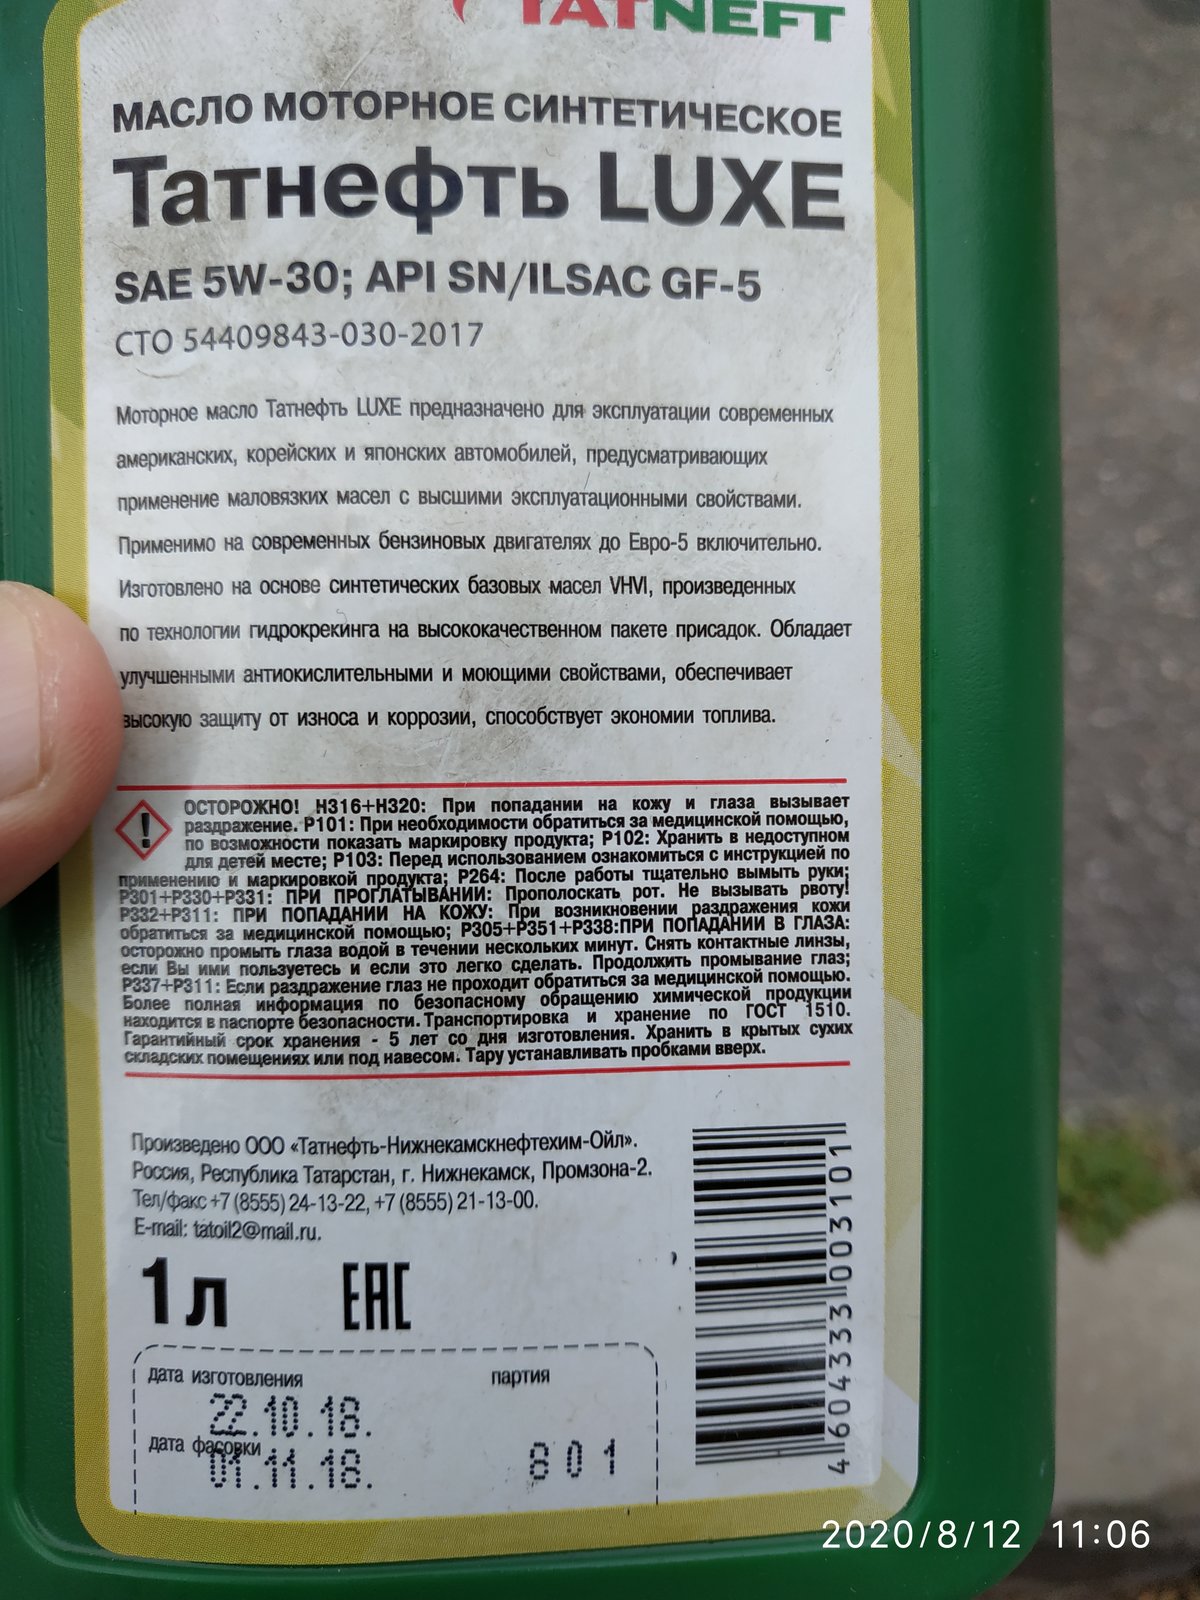 TATNEFT
МАСЛО МОТОРНОЕ СИНТЕТИЧЕСКОЕ
Татнефть LUXE
SAE 5W-30; API SN/ILSAC GF-5
СТО 54409843-030-2017
Моторное масло Татнефть LUXE предназначено для эксплуатации современных
американских, корейских и японских автомобилей, предусматривающих
применение маловязких масел с высшими эксплуатационными свойствами.
Применимо на современных бензиновых двигателях до Евро-5 включительно.
Изготовлено на основе синтетических базовых масел VHVI, произведенных
по технологии гидрокрекинга на высококачественном пакете присадок. Обладает
улучшенными антиокислительными и моющими свойствами, обеспечивает
высокую защиту от износа и коррозии, способствует экономии топлива.
ОСТОРОЖНО! H316+H320: При попадании на кожу и глаза вызывает
раздражение. P101: При необходимости обратиться за медицинской помощью,
по возможности показать маркировку продукта; P102: Хранить в недоступном
для детей месте; P103: Перед использованием ознакомиться с инструкцией по
применению и маркировкой продукта; P264: После работы тщательно вымыть руки;
P301+P330+P331: ПРИ ПРОГЛАТЫВАНИИ: Прополоскать рот. Не вызывать рвоту!
P332+P311: ПРИ ПОПАДАНИИ НА КОЖУ: При возникновении раздражения кожи
обратиться за медицинской помощью; P305+P351+P338:ПРИ ПОПАДАНИИ В ГЛАЗА:
осторожно промыть глаза водой в течении нескольких минут. Снять контактные линзы,
если Вы ими пользуетесь и если это легко сделать. Продолжить промывание глаз;
P337+P311: Если раздражение глаз не проходит обратиться за медицинской помощью.
Более полная информация по безопасному обращению химической продукции
находится в паспорте безопасности. Транспортировка и хранение по ГОСТ 1510.
Гарантийный срок хранения - 5 лет со дня изготовления. Хранить в крытых сухих
складских помещениях или под навесом. Тару устанавливать пробками вверх.
Произведено ООО «Татнефть-Нижнекамскнефтехим-Ойл».
Россия, Республика Татарстан, г. Нижнекамск, Промзона-2.
Тел/факс +7 (8555) 24-13-22, +7 (8555) 21-13-00.
E-mail: tatoil2@mail.ru.
1 л
EAC
дата изготовления
партия
22.10.18.
дата фасовки
01.11.18.
601
4 604333 003101
2020/8/12 11:06